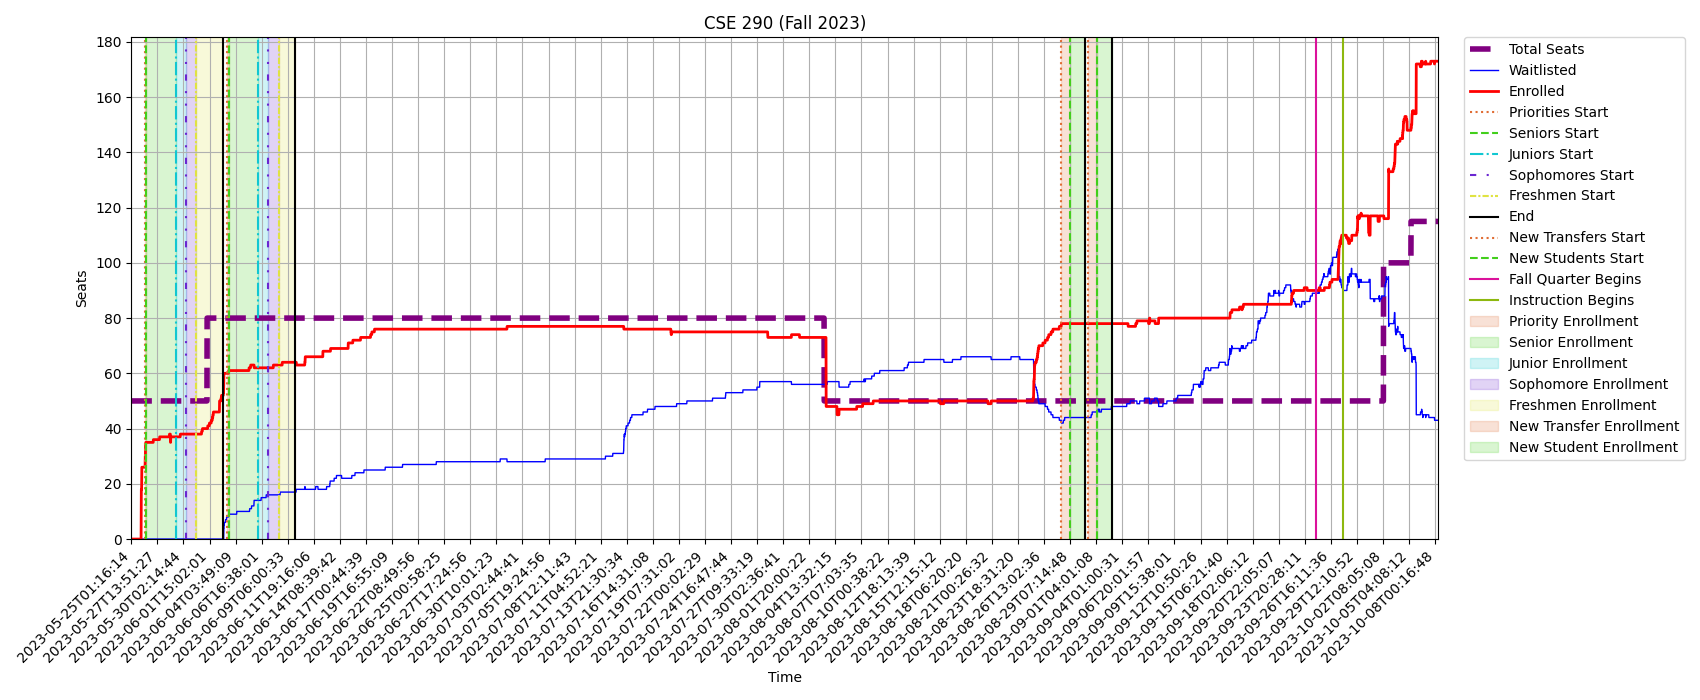 CSE 290 (Fall 2023)
180
160
140
120
100
80
60
40
20
0
Seats
2023-05-25T01:16:14
2023-05-27T13:51:27
2023-05-30T02:14:44
2023-06-01T15:02:01
2023-06-04T03:49:09
2023-06-06T16:38:01
2023-06-09T06:00:33
2023-06-11T19:16:06
2023-06-14T08:39:42
2023-06-17T00:44:39
2023-06-19T16:55:09
2023-06-22T08:49:56
2023-06-25T00:58:25
2023-06-27T17:24:56
2023-06-30T10:01:23
2023-07-03T02:44:41
2023-07-05T19:24:56
2023-07-08T12:11:43
2023-07-11T04:52:21
2023-07-13T21:30:34
2023-07-16T14:31:08
2023-07-19T07:31:02
2023-07-22T00:02:29
2023-07-24T16:47:44
2023-07-27T09:33:19
2023-07-30T02:36:41
2023-08-01T20:00:22
2023-08-04T13:32:15
2023-08-07T07:03:35
2023-08-10T00:38:22
2023-08-12T18:13:39
2023-08-15T12:15:12
2023-08-18T06:20:20
2023-08-21T00:26:32
2023-08-23T18:31:20
2023-08-26T13:02:36
2023-08-29T07:14:48
2023-09-01T04:01:08
2023-09-04T01:00:31
2023-09-06T20:01:57
2023-09-09T15:38:01
2023-09-12T10:50:26
2023-09-15T06:21:40
2023-09-18T02:06:12
2023-09-20T22:05:07
2023-09-23T20:28:11
2023-09-26T16:11:36
2023-09-29T12:10:52
2023-10-02T08:05:08
2023-10-05T04:08:12
2023-10-08T00:16:48
Time
Total Seats
Waitlisted
Enrolled
Priorities Start
Seniors Start
Juniors Start
Sophomores Start
Freshmen Start
End
New Transfers Start
New Students Start
Fall Quarter Begins
Instruction Begins
Priority Enrollment
Senior Enrollment
Junior Enrollment
Sophomore Enrollment
Freshmen Enrollment
New Transfer Enrollment
New Student Enrollment